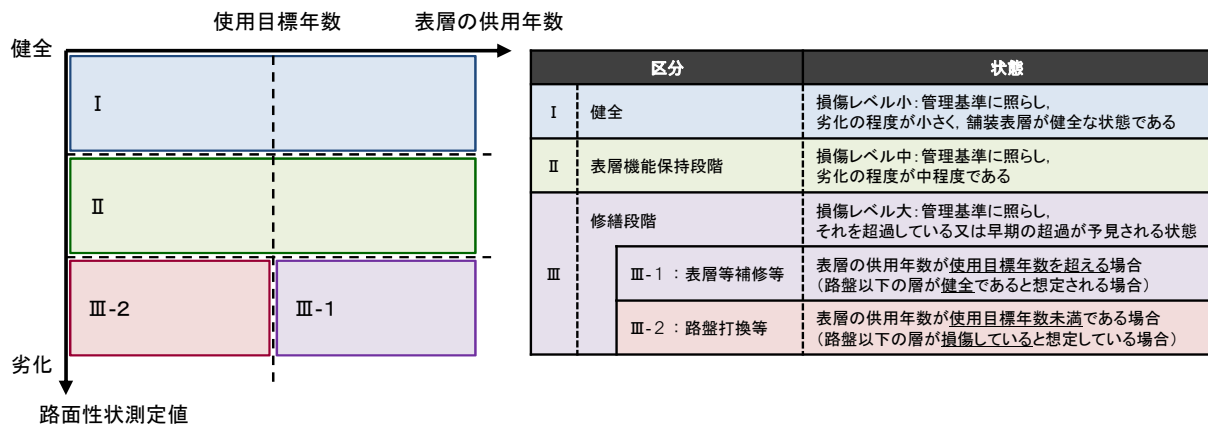 使用目標年数
表層の供用年数
健全
Ⅰ
Ⅱ
Ⅲ-2
Ⅲ-1
劣化
路面性状測定値
区分
状態
Ⅰ
健全
損傷レベル小：管理基準に照らし，
劣化の程度が小さく，舗装表層が健全な状態である
Ⅱ
表層機能保持段階
損傷レベル中：管理基準に照らし，
劣化の程度が中程度である
Ⅲ
修繕段階
損傷レベル大：管理基準に照らし，
それを超過している又は早期の超過が予見される状態
Ⅲ-1 ：表層等補修等
表層の供用年数が使用目標年数を超える場合
（路盤以下の層が健全であると想定される場合）
Ⅲ-2 ：路盤打換等
表層の供用年数が使用目標年数未満である場合
（路盤以下の層が損傷していると想定している場合）